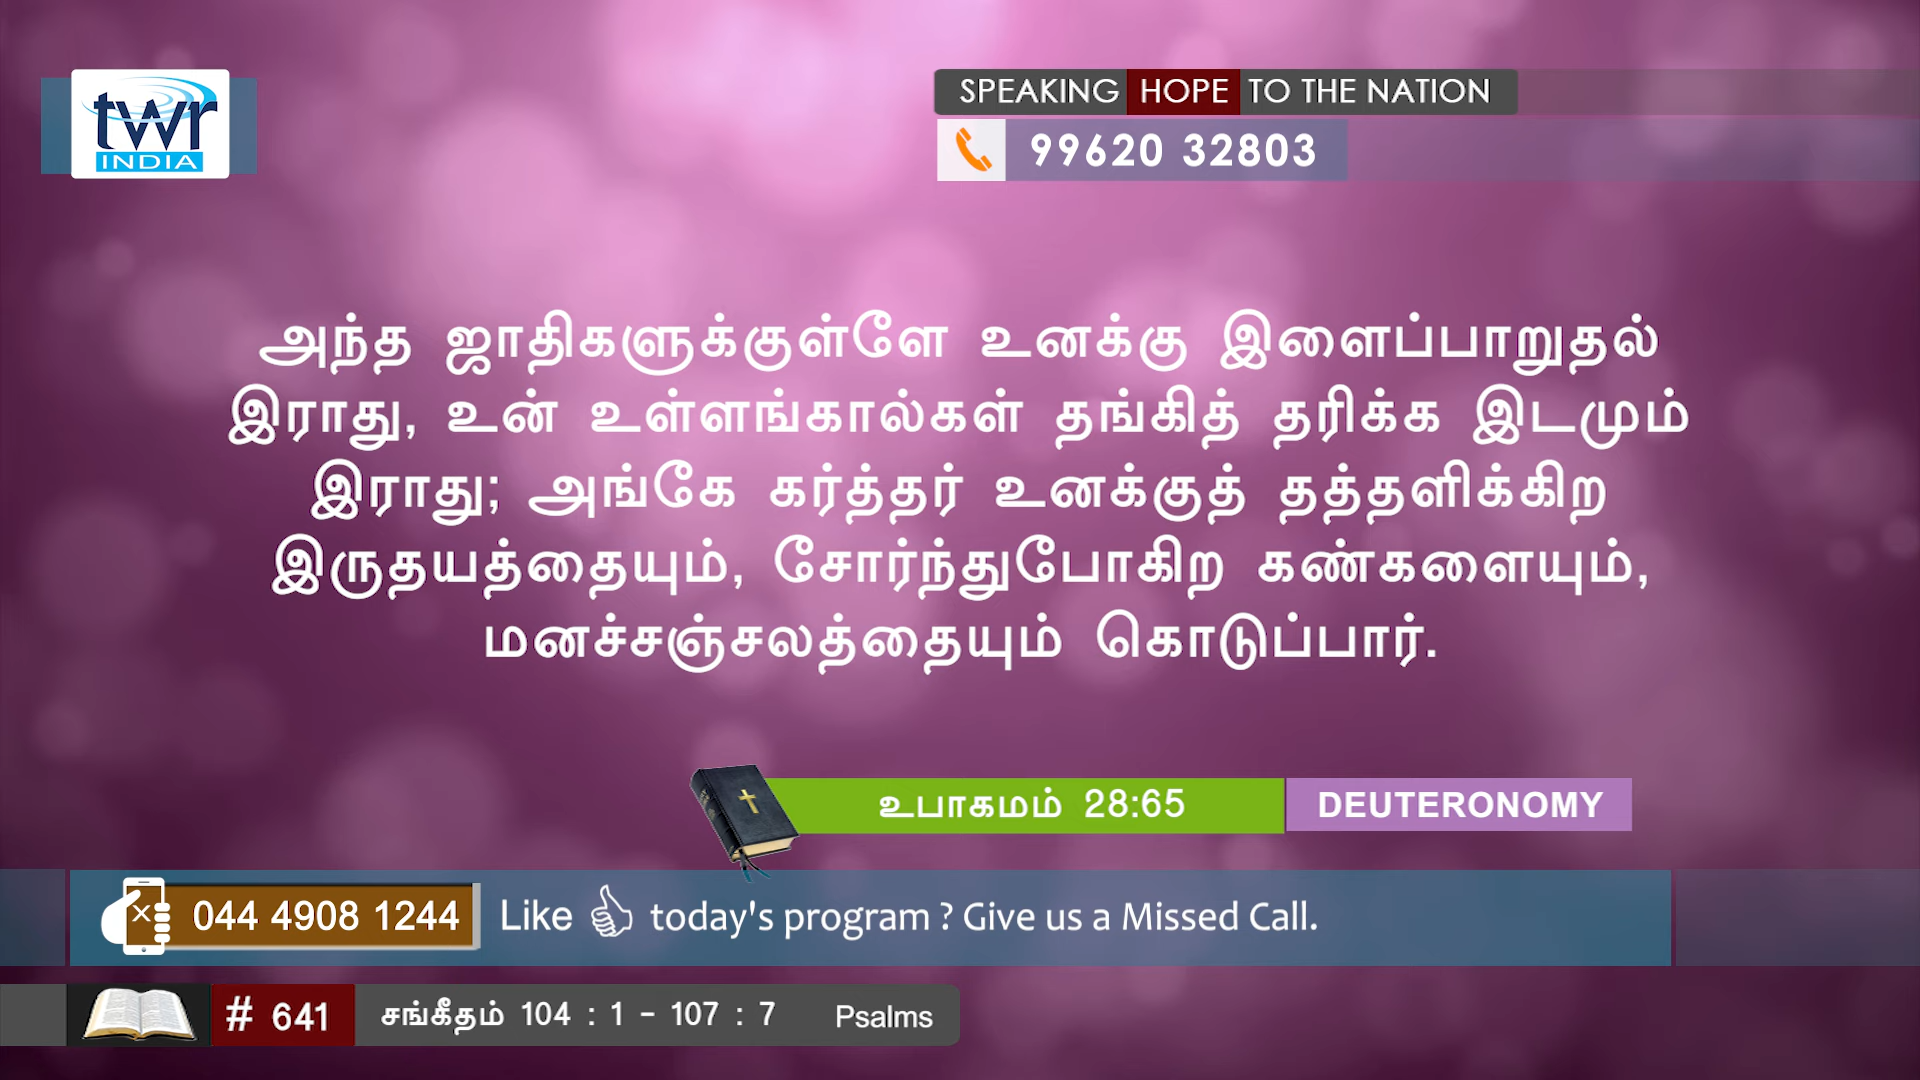 twr
INDIA
SPEAKING HOPE TO THE NATION
99620 32803
அந்த ஜாதிகளுக்குள்ளே உனக்கு இளைப்பாறுதல்
இராது, உன் உள்ளங்கால்கள் தங்கித் தரிக்க இடமும்
இராது; அங்கே கர்த்தர் உனக்குத் தத்தளிக்கிற
இருதயத்தையும், சோர்ந்துபோகிற கண்களையும்,
மனச்சஞ்சலத்தையும் கொடுப்பார்.
உபாகமம் 28:65 DEUTERONOMY
044 4908 1244 Like today's program ? Give us a Missed Call.
# 641 சங்கீதம் 104 : 1 - 107 : 7 Psalms